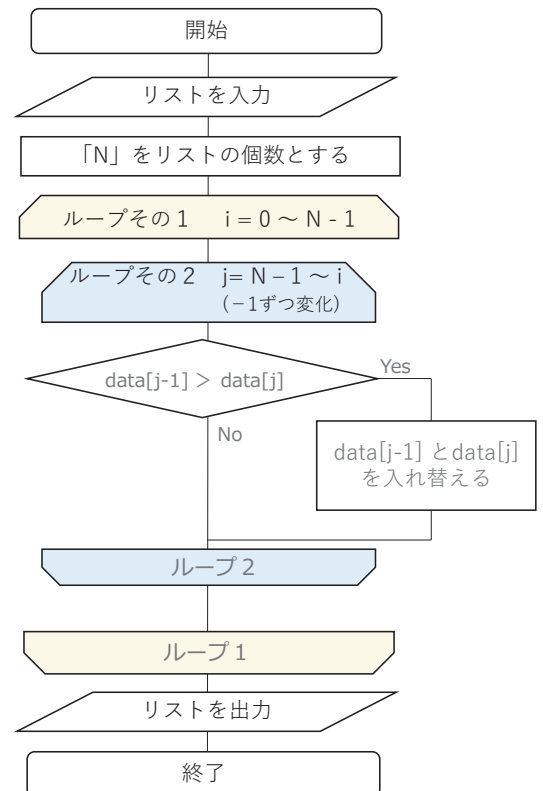 開始
リストを入力
「N」をリストの個数とする
ループその１　i = 0 ～ N - 1
ループその２　j= N – 1 ～ i
(－1ずつ変化)
data[j-1] ＞ data[j]
Yes
No
data[j-1] とdata[j]
を入れ替える
ループ２
ループ１
リストを出力
終了